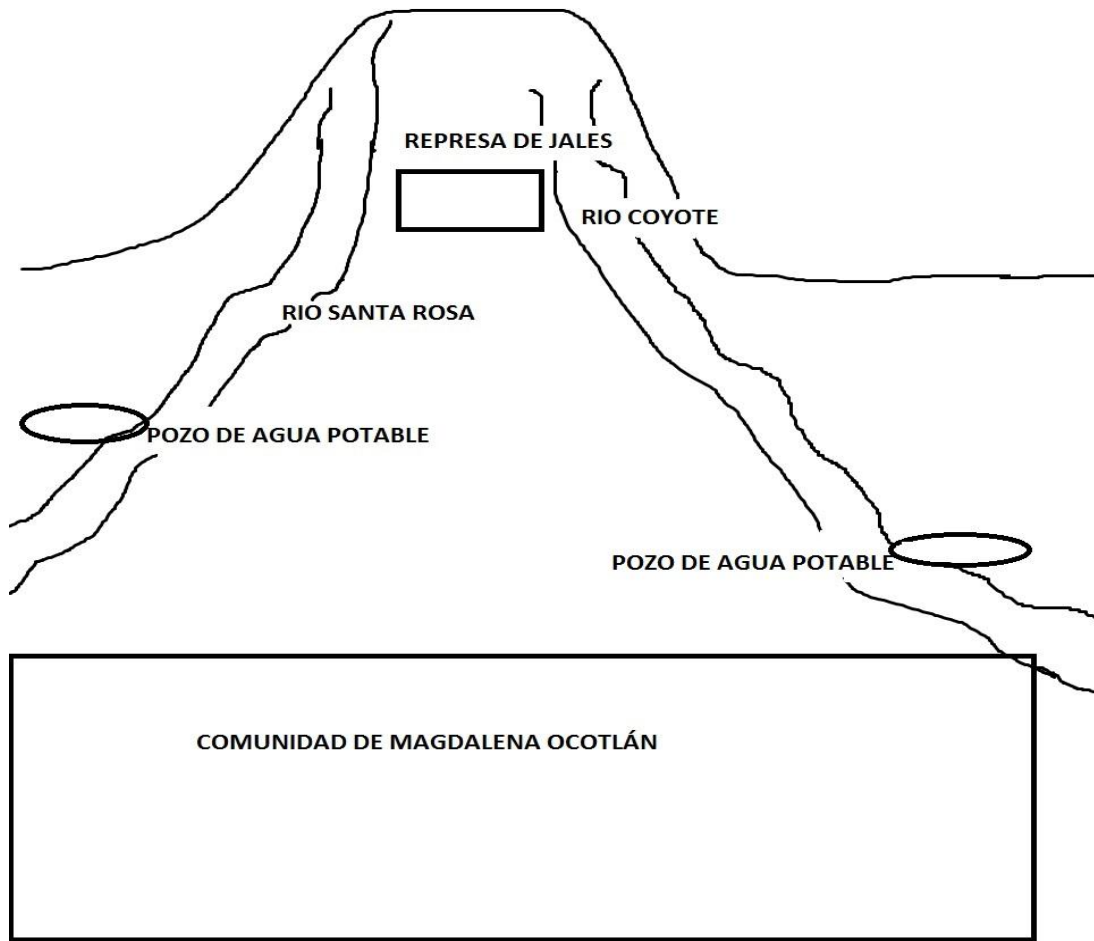 REPRESA DE JALES
RIO COYOTE
RIO SANTA ROSA
POZO DE AGUA POTABLE
POZO DE AGUA POTABLE
COMUNIDAD DE MAGDALENA OCOTLÁN